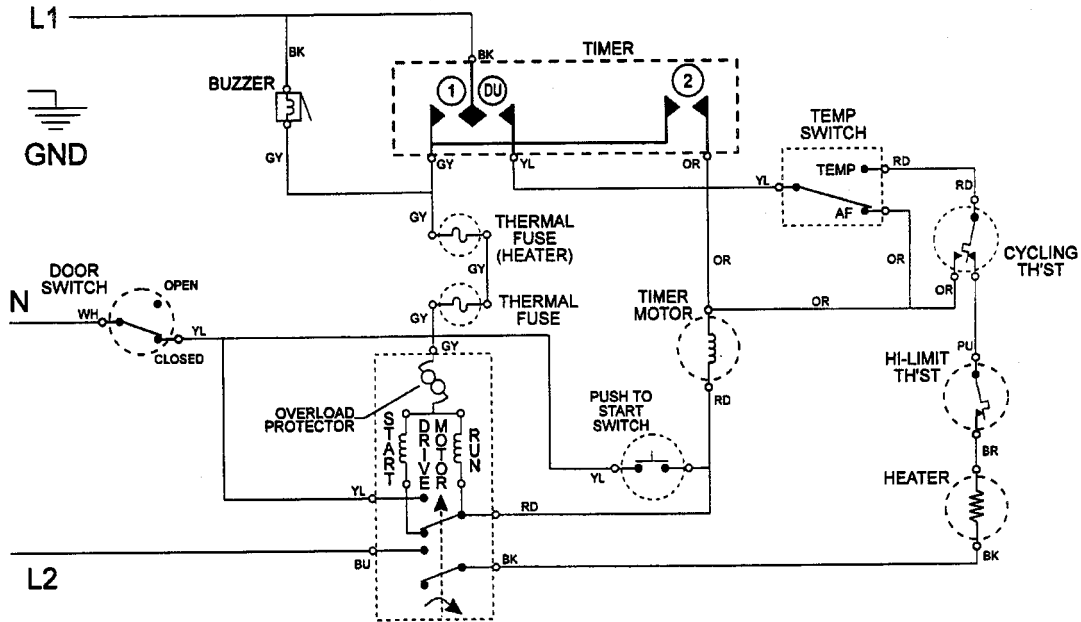 L1
BK
BUZZER
GY
GND
TIMER
BK
1
DU
2
GY
YL
OR
TEMP
SWITCH
TEMP
YL
AF
RD
RD
OR
OR
CYCLING
TH'ST
GY
THERMAL
FUSE
(HEATER)
GY
THERMAL
FUSE
GY
GY
DOOR
SWITCH
OPEN
N
WH
YL
CLOSED
OR
TIMER
MOTOR
OR
RD
PU
HI-LIMIT
TH'ST
BR
HEATER
BK
OVERLOAD
PROTECTOR
START
DRIVE
MOTOR
RUN
PUSH TO
START
SWITCH
YL
YL
RD
BU
BK
L2